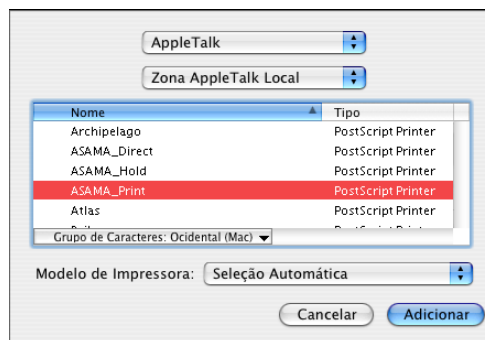 AppleTalk
Zona AppleTalk Local
Nome Tipo
Archipelago PostScript Printer
ASAMA_Direct PostScript Printer
ASAMA_Hold PostScript Printer
ASAMA_Print PostScript Printer
Atlas PostScript Printer
Grupo de Caracteres: Ocidental (Mac)
Modelo de Impressora: Seleção Automática
Cancelar Adicionar